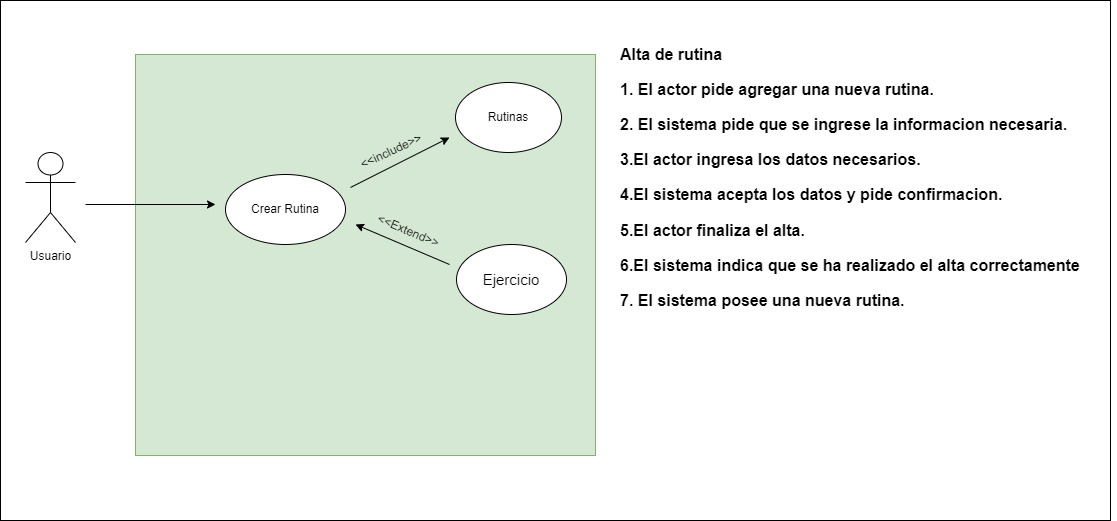 Alta de rutina
1. El actor pide agregar una nueva rutina.
2. El sistema pide que se ingrese la informacion necesaria.
3.El actor ingresa los datos necesarios.
4.El sistema acepta los datos y pide confirmacion.
5.El actor finaliza el alta.
6.El sistema indica que se ha realizado el alta correctamente
7. El sistema posee una nueva rutina.
Rutinas
<<include>>
Crear Rutina
<<Extend>>
Usuario
Ejercicio